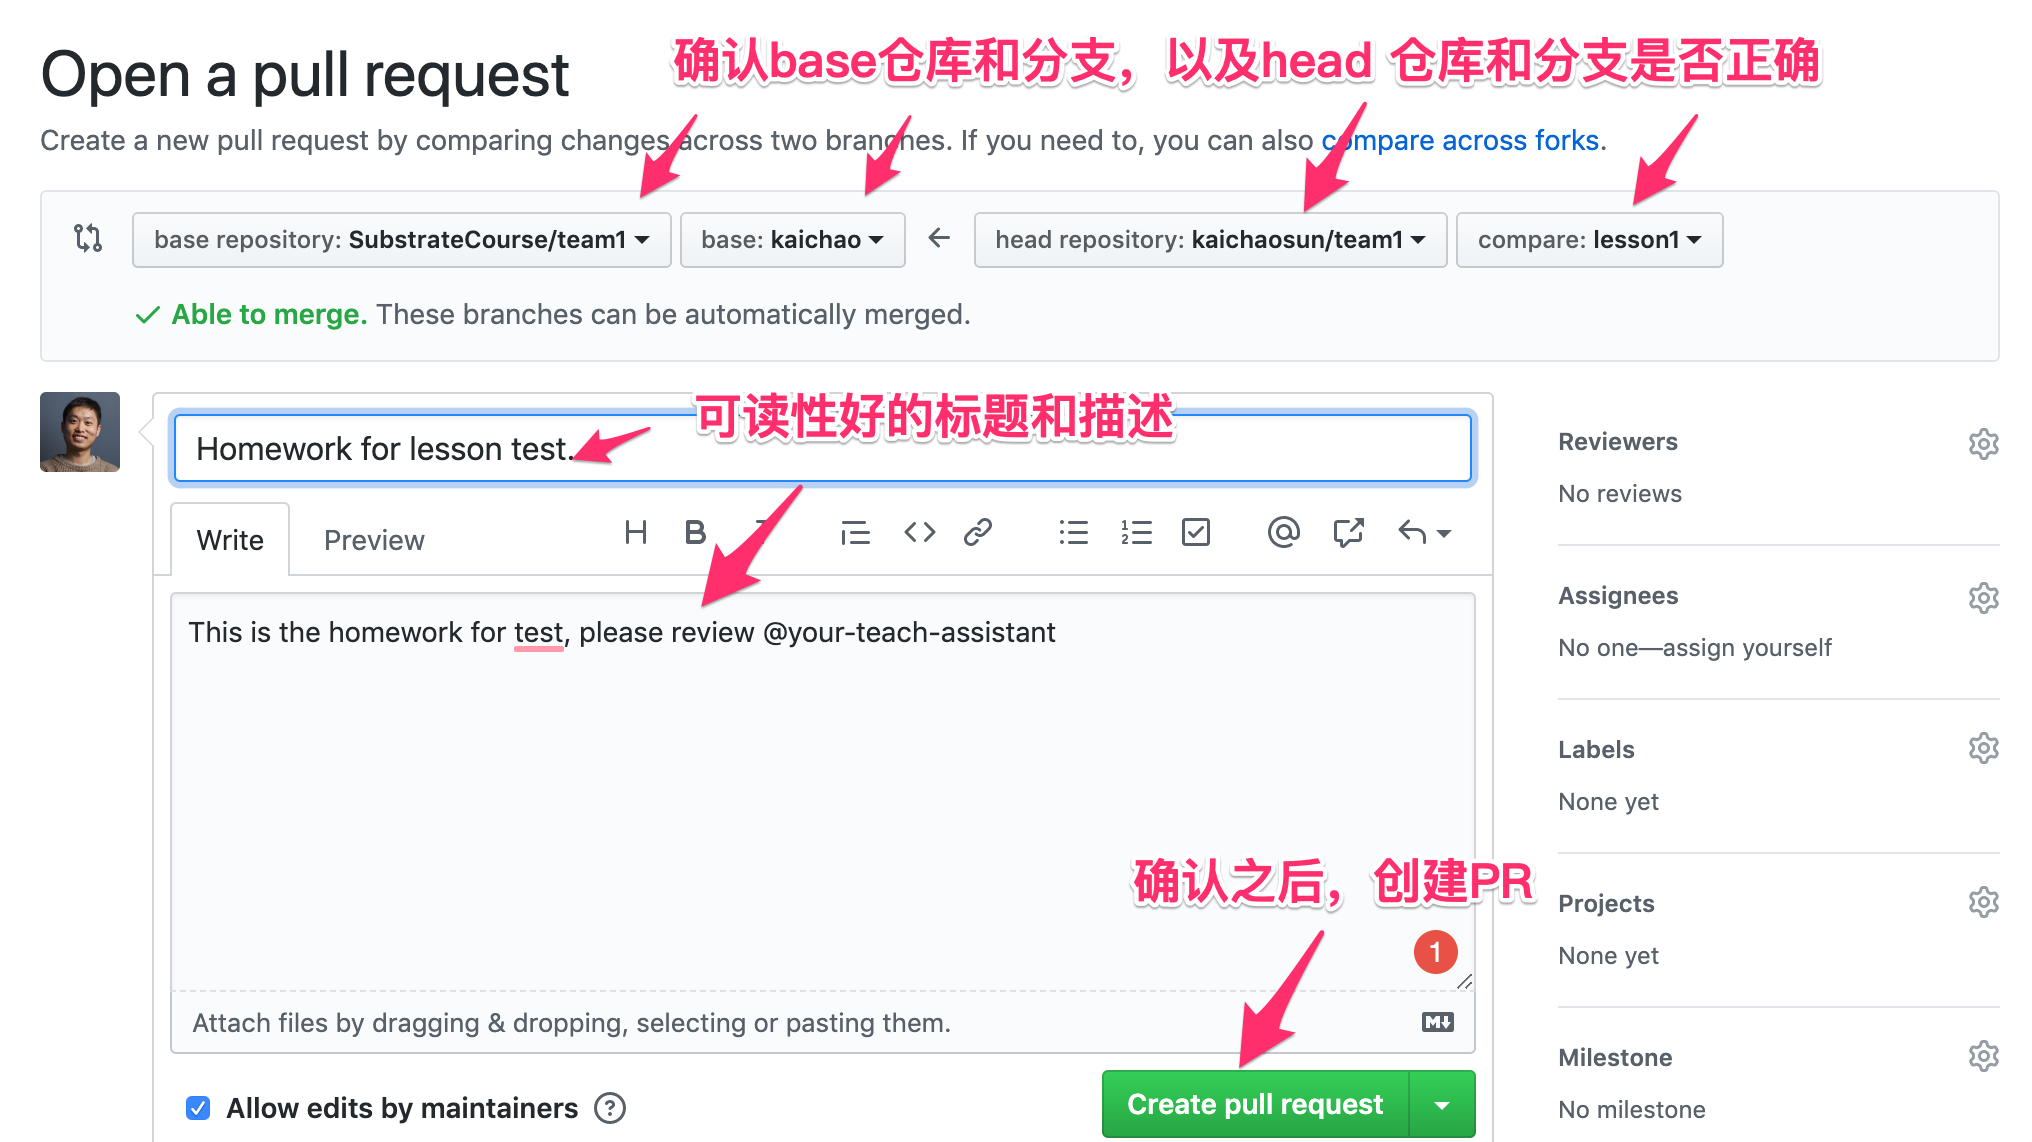 Open a pull request
确认base仓库和分支，以及head 仓库和分支是否正确
Create a new pull request by comparing changes across two branches. If you need to, you can also compare across forks.
base repository: SubstrateCourse/team1
base: kaichao
head repository: kaichaosun/team1
compare: lesson1
Able to merge. These branches can be automatically merged.
可读性好的标题和描述
Homework for lesson test.
Write
Preview
This is the homework for test, please review @your-teach-assistant
确认之后，创建PR
1
Attach files by dragging & dropping, selecting or pasting them.
Allow edits by maintainers
Create pull request
Reviewers
No reviews
Assignees
No one—assign yourself
Labels
None yet
Projects
None yet
Milestone
No milestone